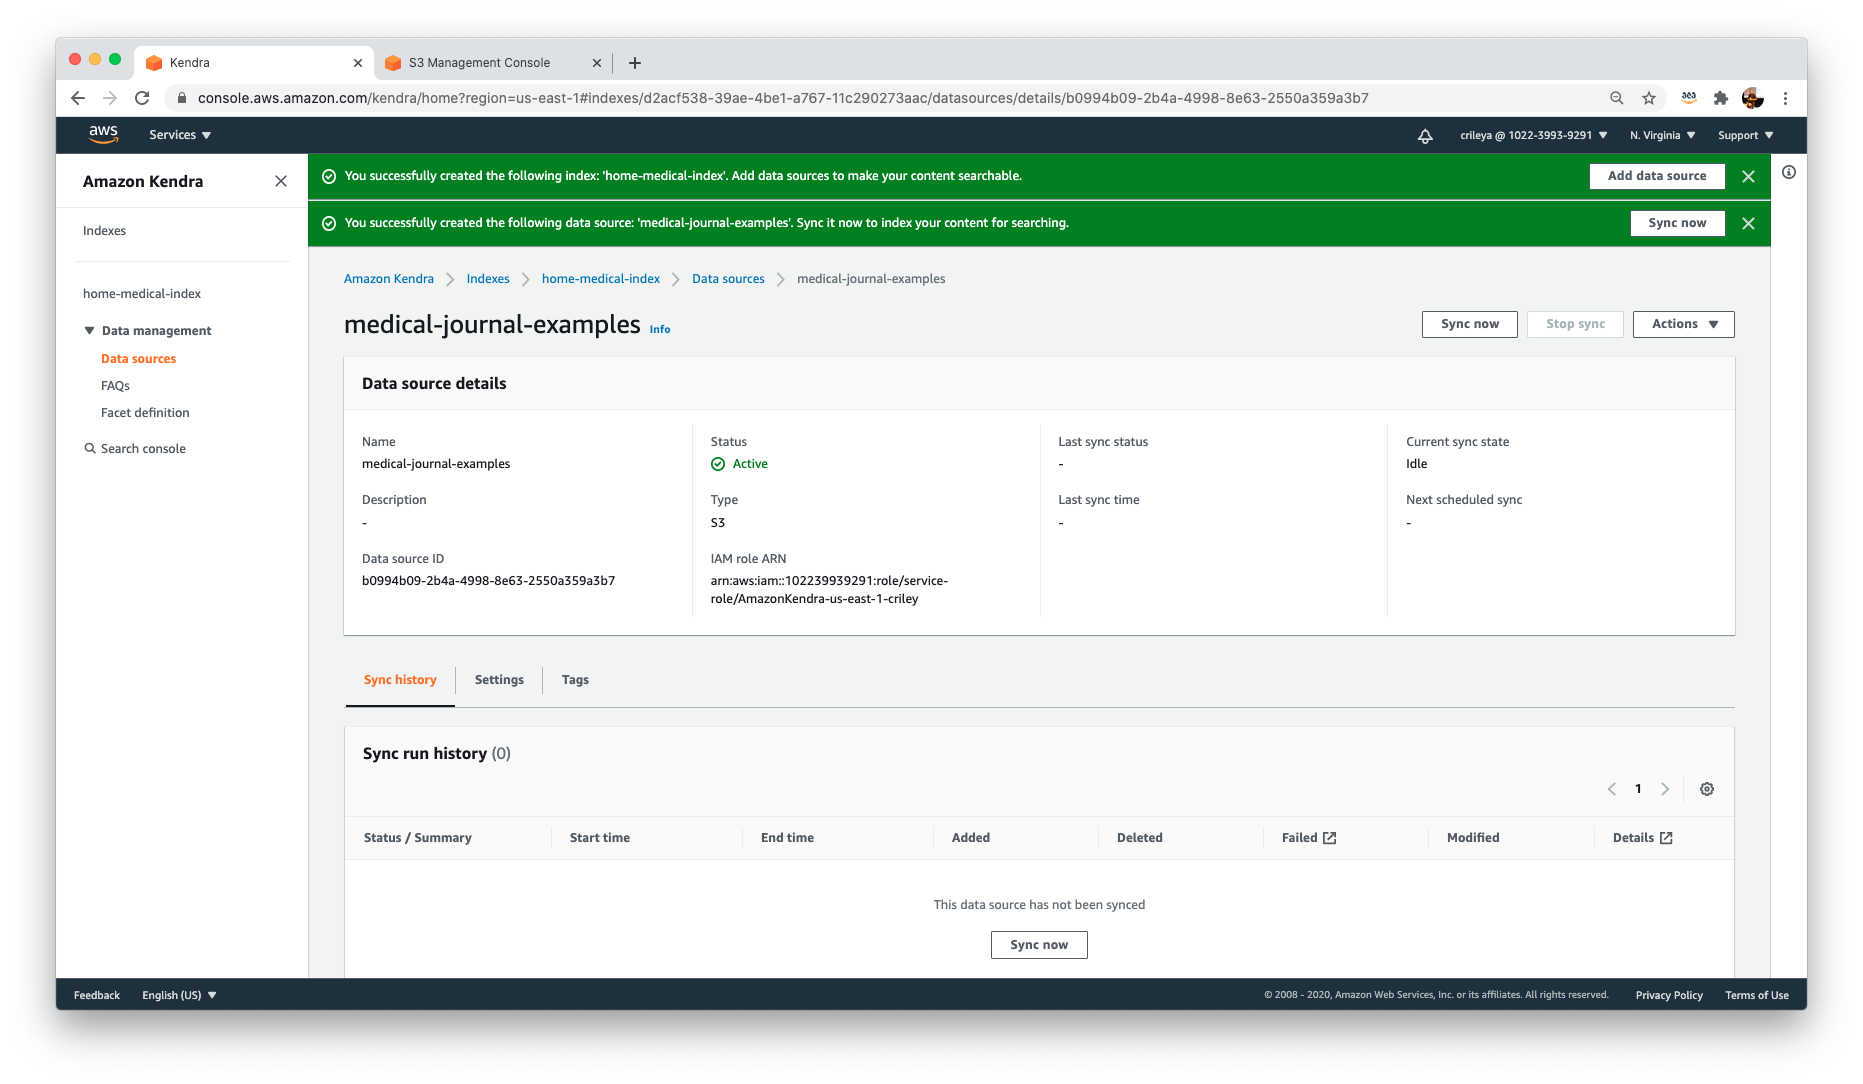 Kendra
S3 Management Console
console.aws.amazon.com/kendra/home?region=us-east-1#indexes/d2acf538-39ae-4be1-a767-11c290273aac/datasources/details/b0994b09-2b4a-4998-8e63-2550a359a3b7
aws
Services
crileya @ 1022-3993-9291
N. Virginia
Support
Amazon Kendra
Indexes
home-medical-index
Data management
Data sources
FAQs
Facet definition
Search console
You successfully created the following index: 'home-medical-index'. Add data sources to make your content searchable.
Add data source
You successfully created the following data source: 'medical-journal-examples'. Sync it now to index your content for searching.
Sync now
Amazon Kendra
Indexes
home-medical-index
Data sources
medical-journal-examples
medical-journal-examples Info
Sync now
Stop sync
Actions
Data source details
Name
medical-journal-examples
Description
-
Data source ID
b0994b09-2b4a-4998-8e63-2550a359a3b7
Status
Active
Type
S3
IAM role ARN
arn:aws:iam::102239939291:role/service-
role/AmazonKendra-us-east-1-criley
Last sync status
-
Last sync time
-
Current sync state
Idle
Next scheduled sync
-
Sync history
Settings
Tags
Sync run history (0)
1
Status / Summary
Start time
End time
Added
Deleted
Failed
Modified
Details
This data source has not been synced
Sync now
Feedback
English (US)
© 2008 - 2020, Amazon Web Services, Inc. or its affiliates. All rights reserved.
Privacy Policy
Terms of Use